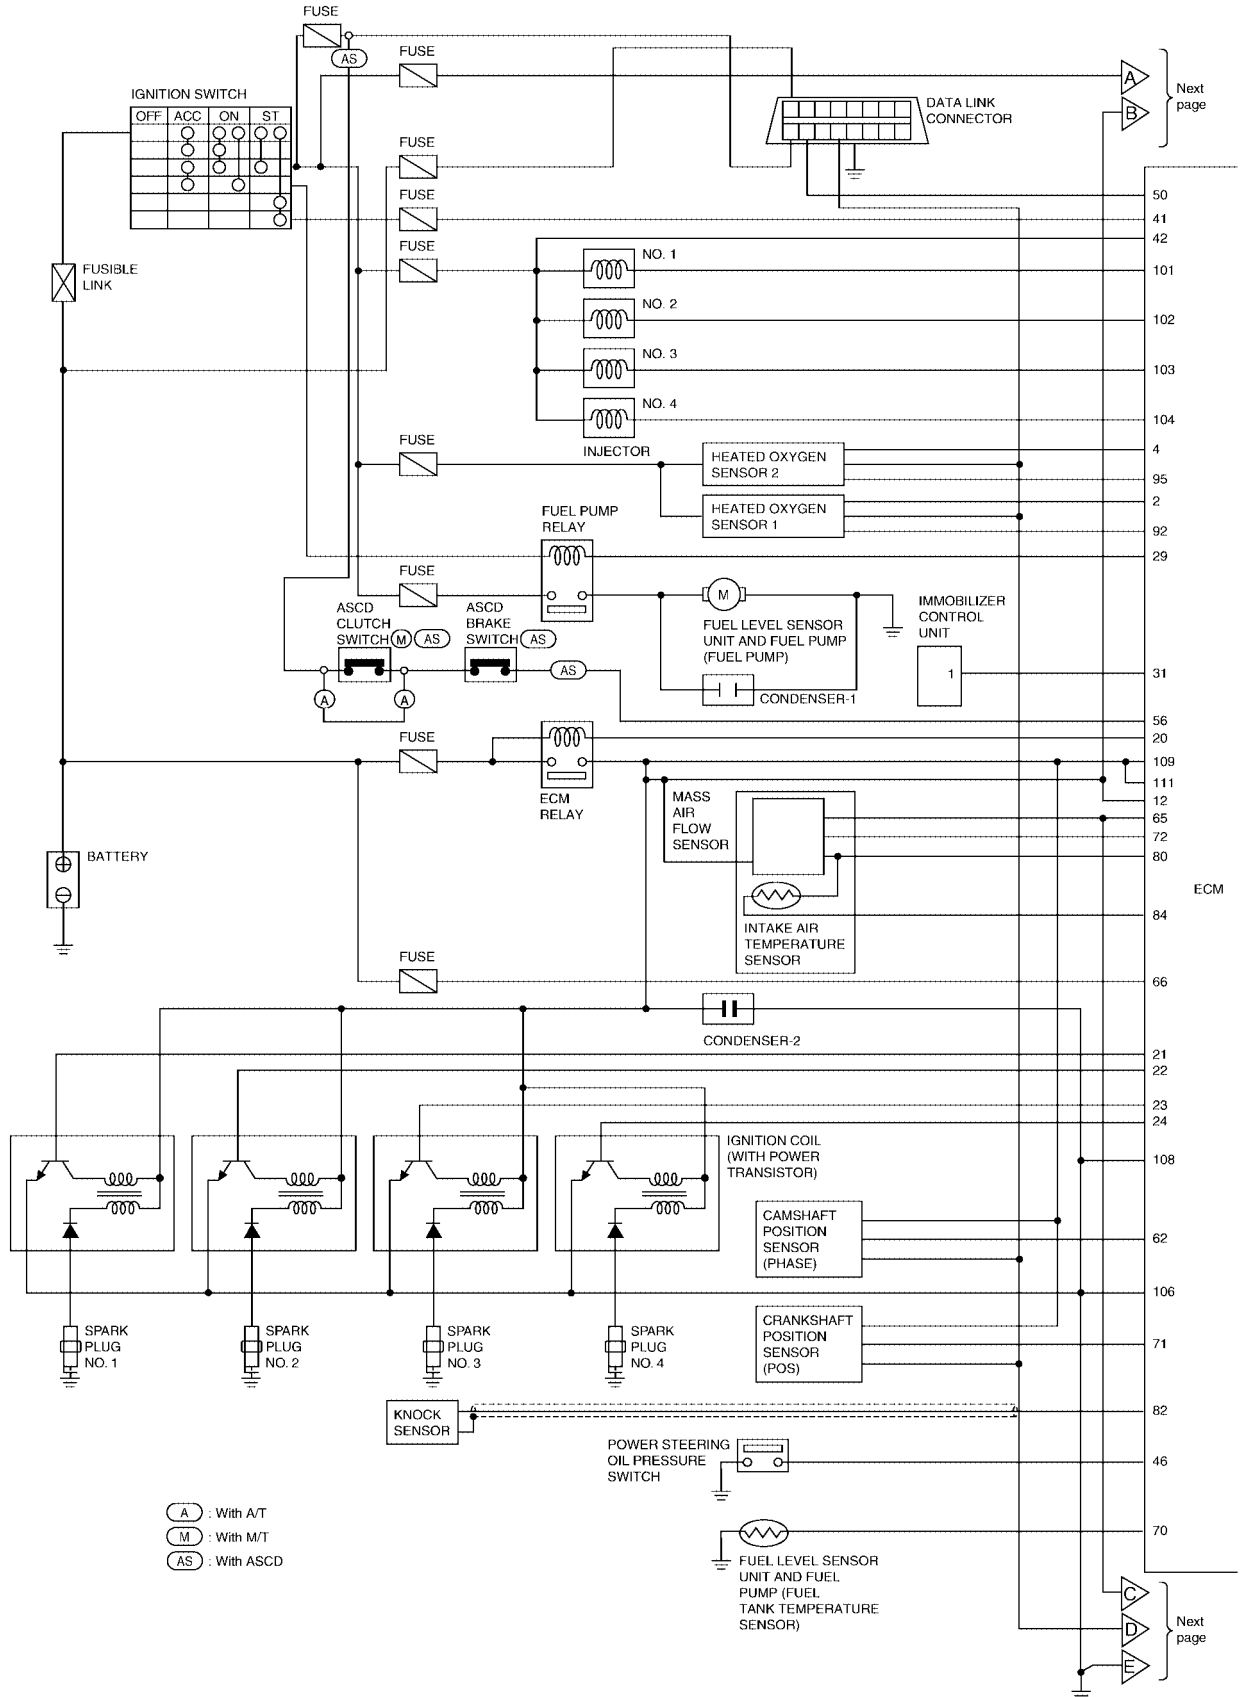 FUSE
AS
FUSE
A
Next
page
B
IGNITION SWITCH
OFF ACC ON ST
DATA LINK
CONNECTOR
FUSE
50
FUSE
41
42
FUSE
NO. 1
101
FUSIBLE
LINK
NO. 2
102
NO. 3
103
NO. 4
104
INJECTOR
FUSE
HEATED OXYGEN
SENSOR 2
4
95
HEATED OXYGEN
SENSOR 1
2
92
FUEL PUMP
RELAY
29
FUSE
M
FUEL LEVEL SENSOR
UNIT AND FUEL PUMP
(FUEL PUMP)
IMMOBILIZER
CONTROL
UNIT
1
31
ASCD
CLUTCH
SWITCH M AS
ASCD
BRAKE
SWITCH AS
AS
A
A
CONDENSER-1
56
20
FUSE
109
111
12
ECM
RELAY
MASS
AIR
FLOW
SENSOR
65
72
80
BATTERY
ECM
84
INTAKE AIR
TEMPERATURE
SENSOR
FUSE
66
CONDENSER-2
21
22
23
24
IGNITION COIL
(WITH POWER
TRANSISTOR)
108
CAMSHAFT
POSITION
SENSOR
(PHASE)
62
106
CRANKSHAFT
POSITION
SENSOR
(POS)
71
SPARK
PLUG
NO. 1
SPARK
PLUG
NO. 2
SPARK
PLUG
NO. 3
SPARK
PLUG
NO. 4
KNOCK
SENSOR
82
POWER STEERING
OIL PRESSURE
SWITCH
46
A : With A/T
M : With M/T
AS : With ASCD
70
FUEL LEVEL SENSOR
UNIT AND FUEL
PUMP (FUEL
TANK TEMPERATURE
SENSOR)
C
D
E
Next
page